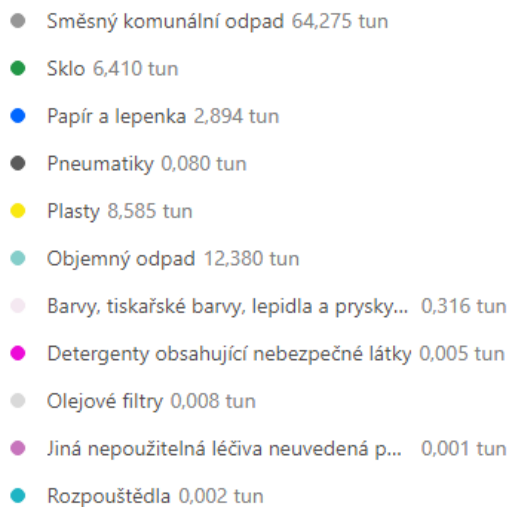 Směsný komunální odpad 64,275 tun
Sklo 6,410 tun
Papír a lepenka 2,894 tun
Pneumatiky 0,080 tun
Plasty 8,585 tun
Objemný odpad 12,380 tun
Barvy, tiskařské barvy, lepidla a prysky... 0,316 tun
Detergenty obsahující nebezpečné látky 0,005 tun
Olejové filtry 0,008 tun
Jiná nepoužitelná léčiva neuvedená p... 0,001 tun
Rozpouštědla 0,002 tun